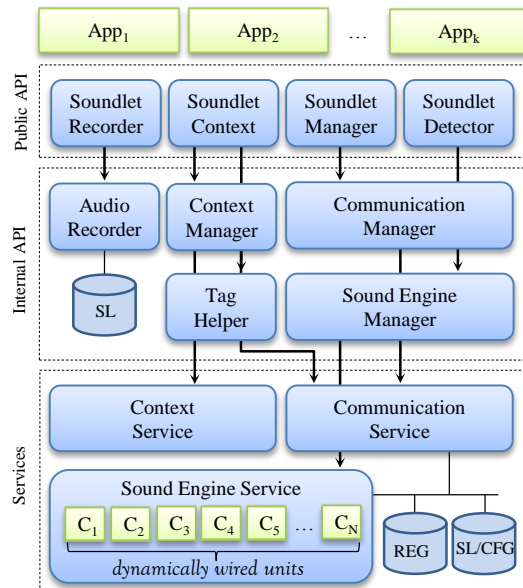 App1 App2 … Appk
Public API
Soundlet Recorder
Soundlet Context
Soundlet Manager
Soundlet Detector
Internal API
Audio Recorder
Context Manager
Communication Manager
SL
Tag Helper
Sound Engine Manager
Services
Context Service
Communication Service
Sound Engine Service
C1 C2 C3 C4 C5 … CN
dynamically wired units
REG
SL/CFG